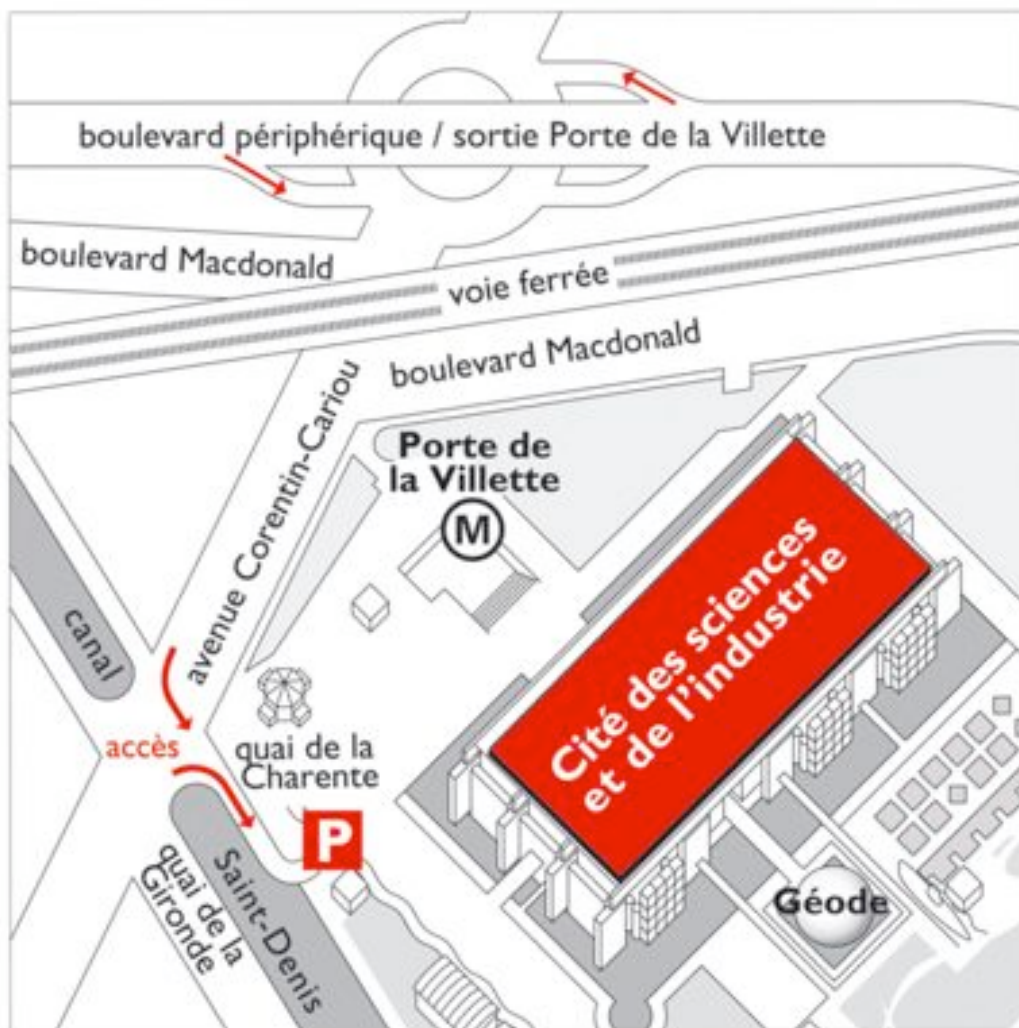 boulevard périphérique / sortie Porte de la Villette
boulevard Macdonald
voie ferrée
boulevard Macdonald
avenue Corentin-Cariou
Porte de
la Villette
M
canal
Cité des sciences
et de l'industrie
accès
quai de la
Charente
P
quai de la
Gironde
Saint-Denis
Géode